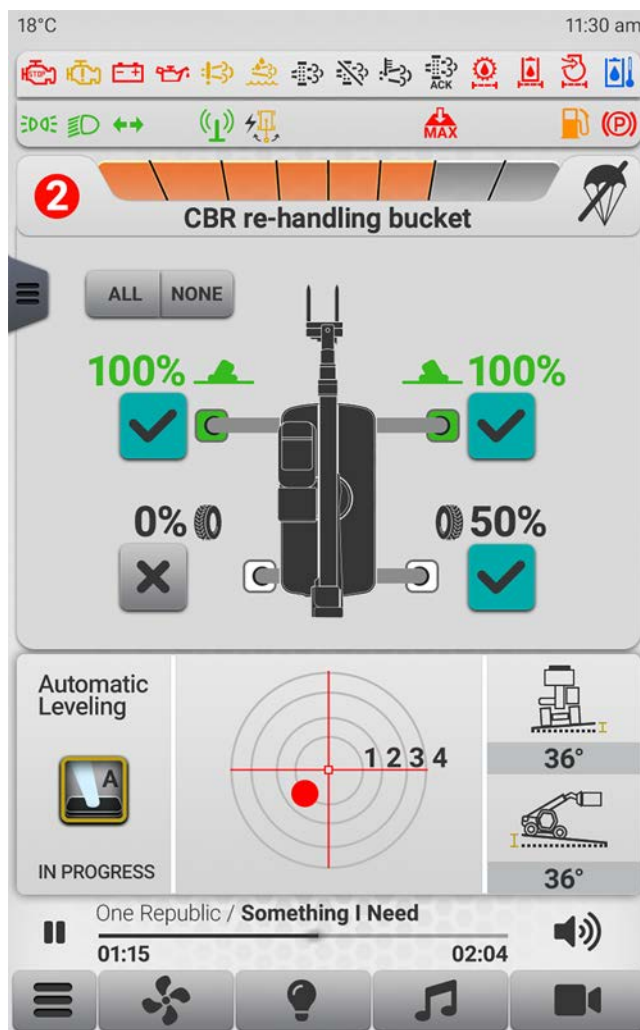 18°C 11:30 am
STOP
ACK
MAX
P
2
CBR re-handling bucket
ALL NONE
100% 100%
0% 50%
Automatic
Leveling
1 2 3 4
A
36°
IN PROGRESS
36°
One Republic / Something I Need
01:15 02:04